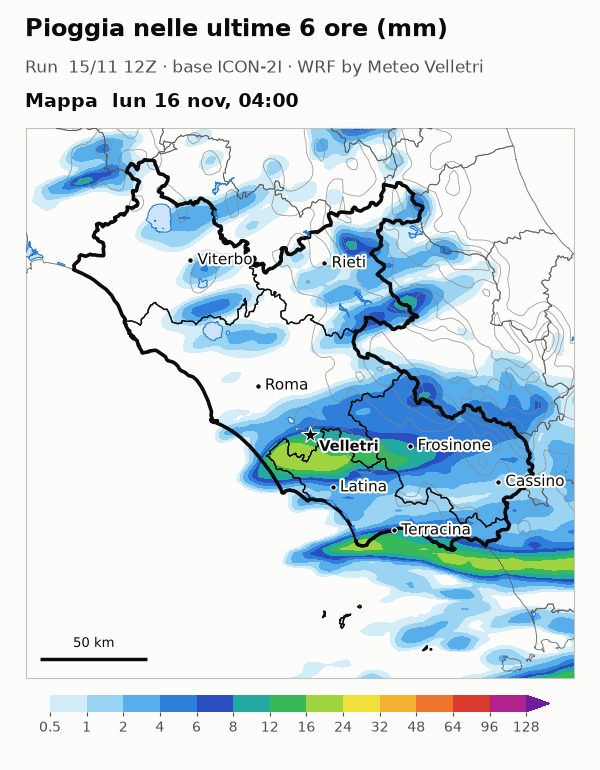 Pioggia nelle ultime 6 ore (mm)
Run  15/11 12Z · base ICON-2I · WRF by Meteo Velletri
Mappa  lun 16 nov, 04:00
Viterbo
Rieti
Roma
Velletri
Frosinone
Cassino
Latina
Terracina
50 km
0.5 1 2 4 6 8 12 16 24 32 48 64 96 128